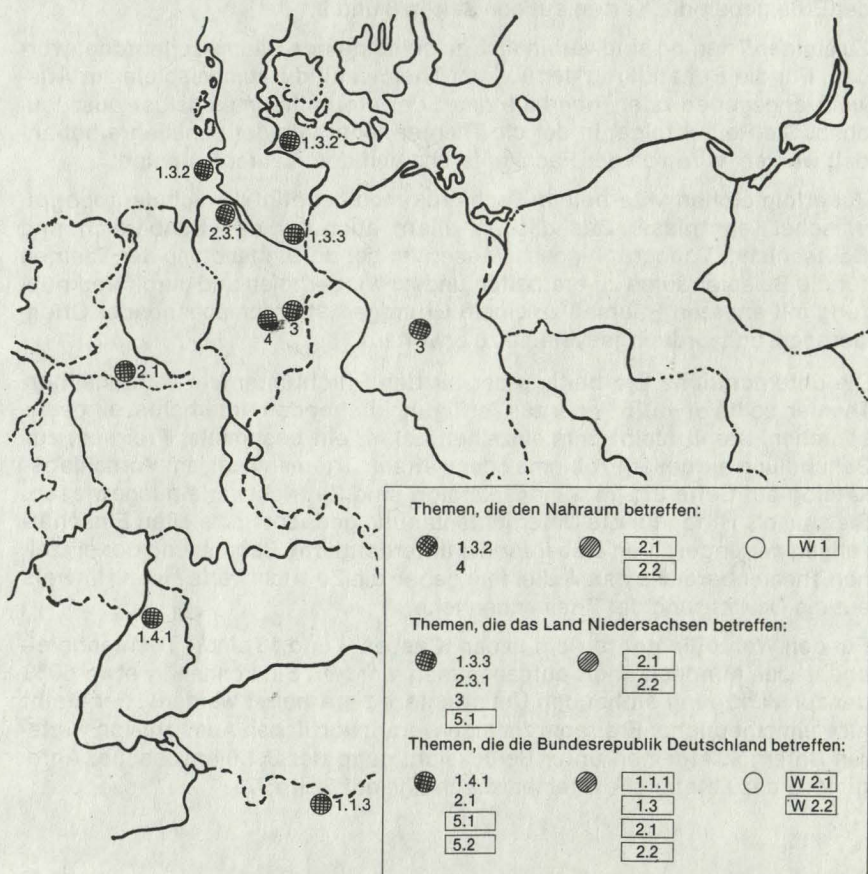 1.3.2
1.3.2
2.3.1
1.3.3
3
4
3
2.1
1.4.1
1.1.3
Themen, die den Nahraum betreffen:
1.3.2 2.1 W 1
4 2.2
Themen, die das Land Niedersachsen betreffen:
1.3.3 2.1
2.3.1 2.2
3
5.1
Themen, die die Bundesrepublik Deutschland betreffen:
1.4.1 1.1.1 W 2.1
2.1 1.3 W 2.2
5.1 2.1
5.2 2.2